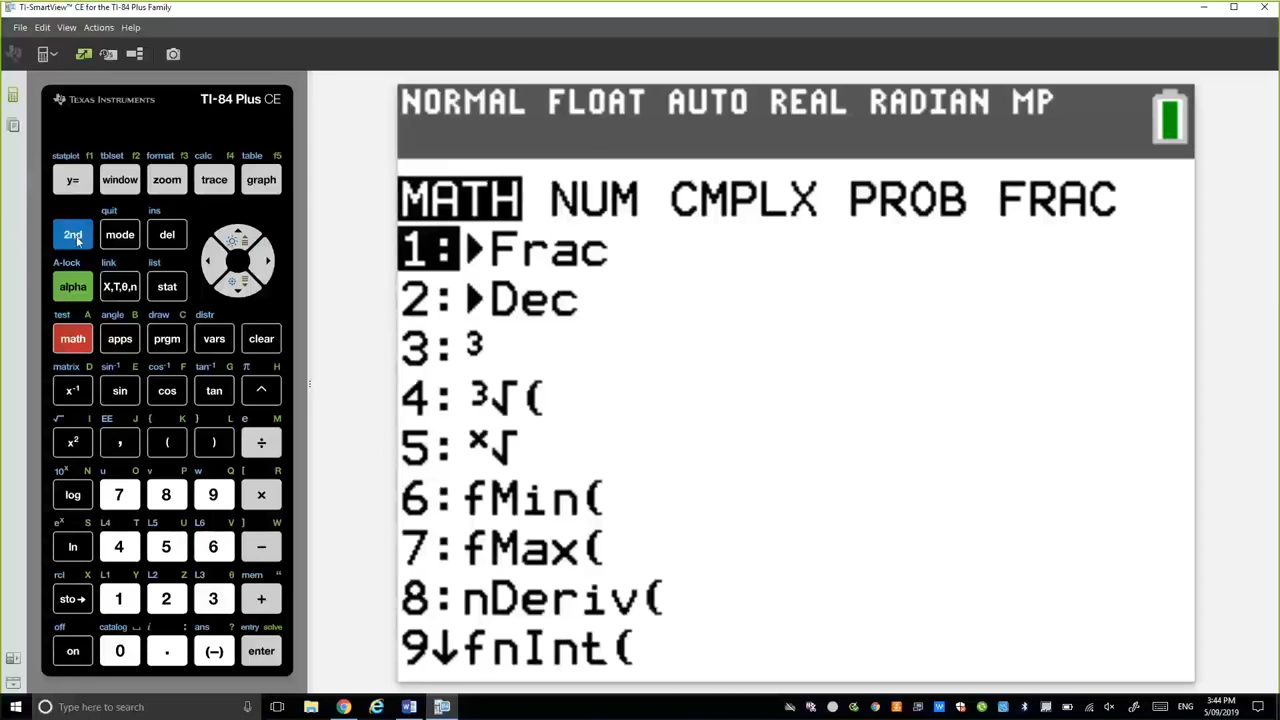 TI-SmartView™ CE for the TI-84 Plus Family
File Edit View Actions Help
TEXAS INSTRUMENTS TI-84 Plus CE
statplot f1 tblset f2 format f3 calc f4 table f5
y= window zoom trace graph
quit ins
2nd mode del
A-lock link list
alpha X,T,θ,n stat
test A angle B draw C distr
math apps prgm vars clear
matrix D sin⁻¹ E cos⁻¹ F tan⁻¹ G π H
x⁻¹ sin cos tan ^
√ I EE J { K } L e M
x² , ( ) ÷
10ˣ N u O v P w Q [ R
log 7 8 9 ×
eˣ S L4 T L5 U L6 V ] W
ln 4 5 6 −
rcl X L1 Y L2 Z L3 θ mem "
sto→ 1 2 3 +
off catalog ⎵ i : ans ? entry solve
on 0 . (−) enter
NORMAL FLOAT AUTO REAL RADIAN MP
MATH NUM CMPLX PROB FRAC
1:▶Frac
2:▶Dec
3:³
4:³√(
5:ˣ√
6:fMin(
7:fMax(
8:nDeriv(
9↓fnInt(
Type here to search
ENG
3:44 PM
5/09/2019